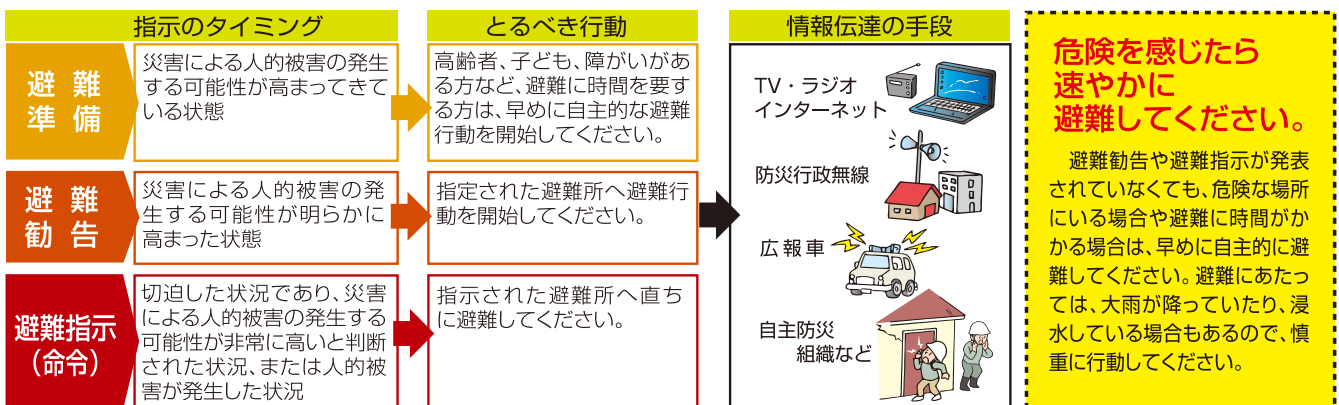 指示のタイミング
とるべき行動
情報伝達の手段
避難
準備
災害による人的被害の発生
する可能性が高まってきて
いる状態
高齢者、子ども、障がいがあ
る方など、避難に時間を要す
る方は、早めに自主的な避難
行動を開始してください。
避難
勧告
災害による人的被害の発
生する可能性が明らかに
高まった状態
指定された避難所へ避難行
動を開始してください。
避難指示
（命令）
切迫した状況であり、災害
による人的被害の発生する
可能性が非常に高いと判断
された状況、または人的被
害が発生した状況
指示された避難所へ直ち
に避難してください。
TV・ラジオ
インターネット
防災行政無線
広報車
自主防災
組織など
危険を感じたら
速やかに
避難してください。
避難勧告や避難指示が発表
されていなくても、危険な場所
にいる場合や避難に時間がか
かる場合は、早めに自主的に避
難してください。避難にあたっ
ては、大雨が降っていたり、浸
水している場合もあるので、慎
重に行動してください。